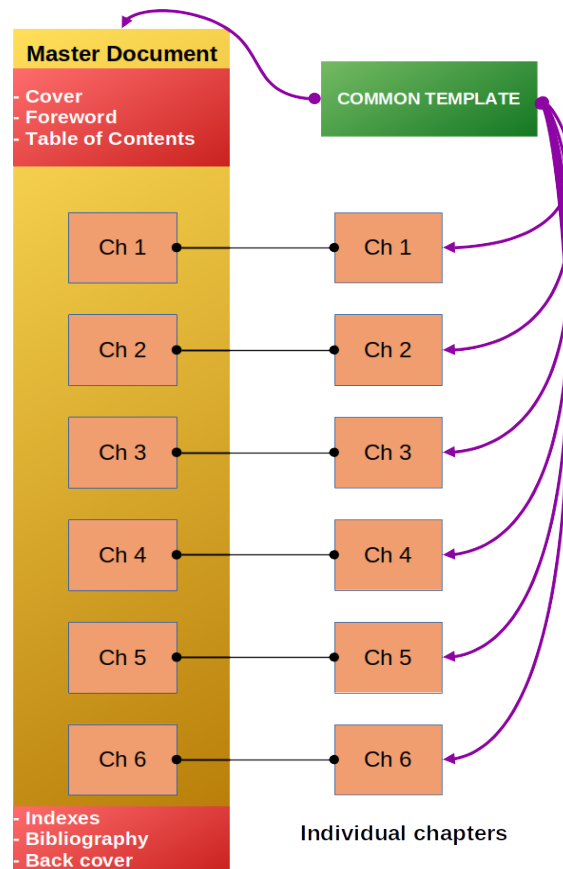 Master Document
- Cover
- Foreword
- Table of Contents
COMMON TEMPLATE
Ch 1
Ch 1
Ch 2
Ch 2
Ch 3
Ch 3
Ch 4
Ch 4
Ch 5
Ch 5
Ch 6
Ch 6
- Indexes
- Bibliography
- Back cover
Individual chapters